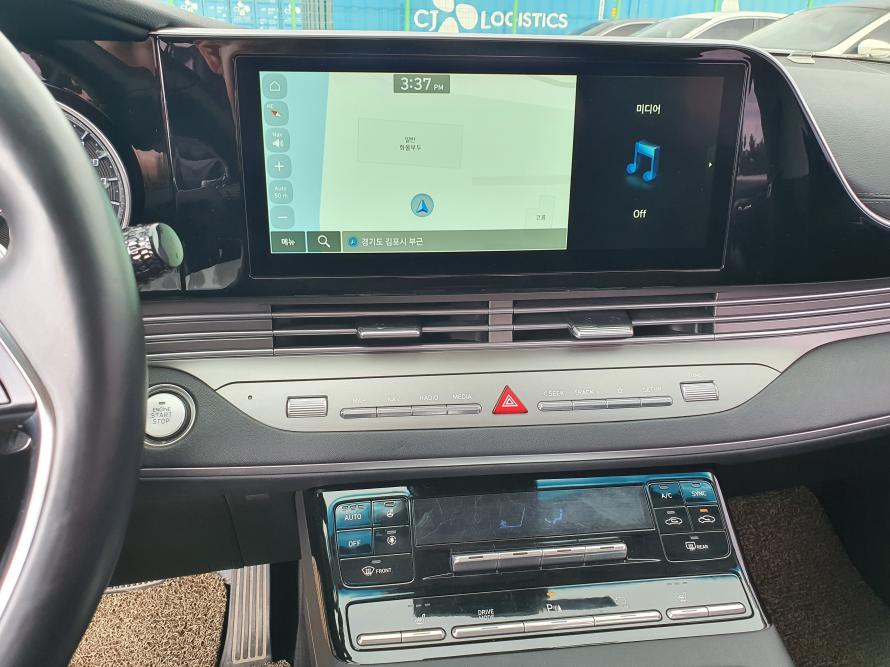 CJ LOGISTICS
3:37 PM
NE
Nav
Auto
50 m
일반
화물부두
메뉴
경기도 김포시 부근
미디어
Off
ENGINE
START
STOP
MAP
NAV
RADIO
MEDIA
< SEEK
TRACK >
☆
SETUP
AUTO
OFF
FRONT
A/C
SYNC
REAR
DRIVE
MODE
P